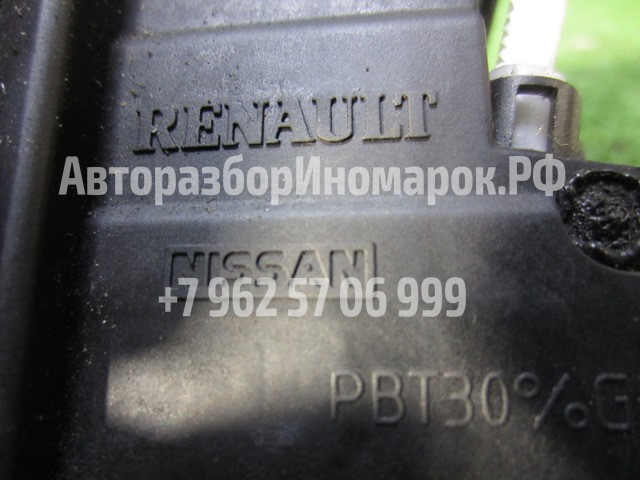 RENAULT
АвторазборИномарок.РФ
NISSAN
+7 962 57 06 999
PBT30%G